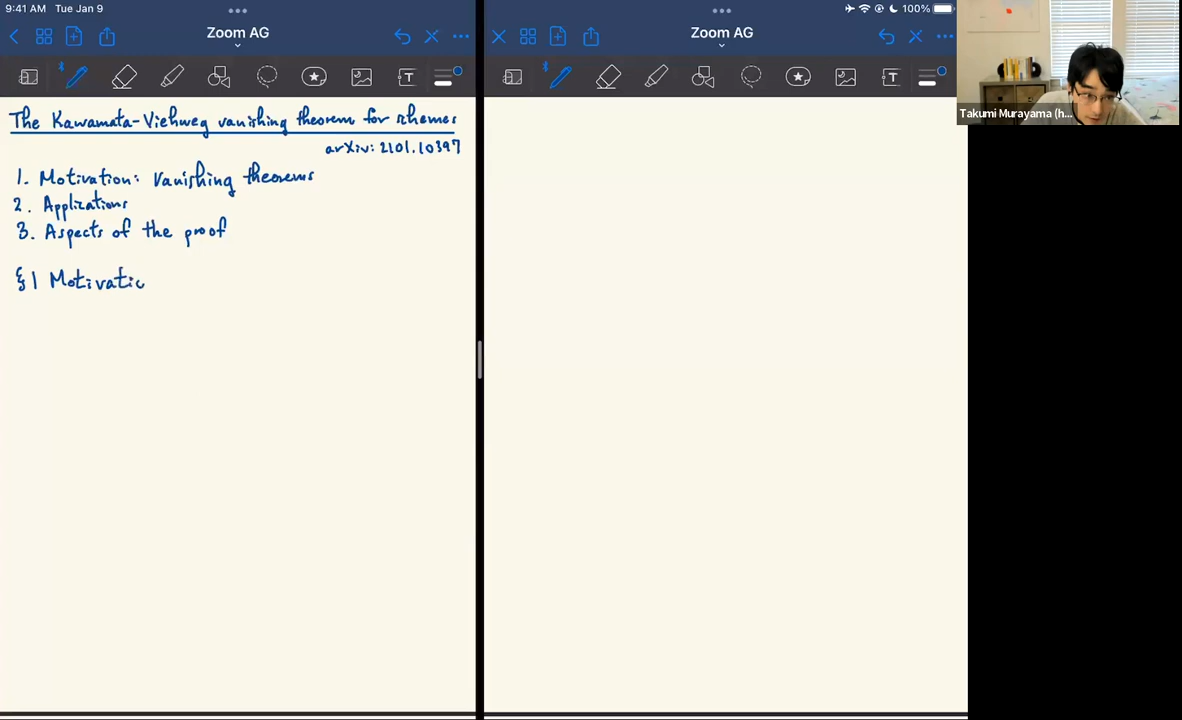 9:41 AM Tue Jan 9
Zoom AG
The Kawamata-Viehweg vanishing theorem for schemes
arXiv: 2101.10397
1. Motivation: Vanishing theorems
2. Applications
3. Aspects of the proof
§1 Motivatio
100%
Zoom AG
Takumi Murayama (h...